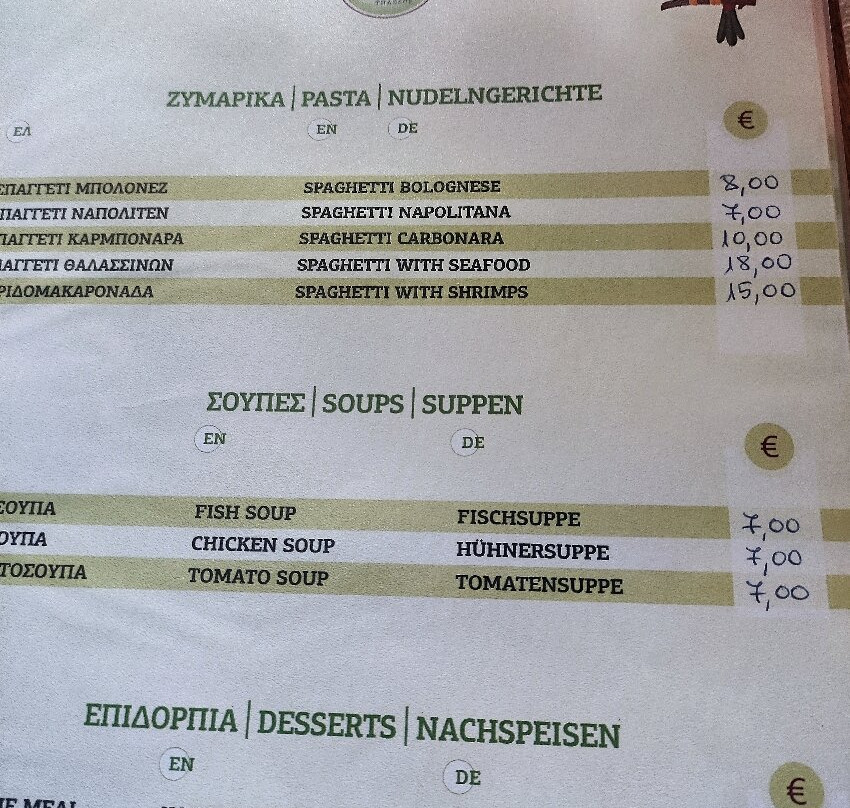 ΖΥΜΑΡΙΚΑ | PASTA | NUDELNGERICHTE
ΕΛ EN DE €
ΣΠΑΓΓΕΤΙ ΜΠΟΛΟΝΕΖ SPAGHETTI BOLOGNESE 8,00
ΠΑΓΓΕΤΙ ΝΑΠΟΛΙΤΕΝ SPAGHETTI NAPOLITANA 7,00
ΠΑΓΓΕΤΙ ΚΑΡΜΠΟΝΑΡΑ SPAGHETTI CARBONARA 10,00
ΑΓΓΕΤΙ ΘΑΛΑΣΣΙΝΩΝ SPAGHETTI WITH SEAFOOD 18,00
ΡΙΔΟΜΑΚΑΡΟΝΑΔΑ SPAGHETTI WITH SHRIMPS 15,00
ΣΟΥΠΕΣ | SOUPS | SUPPEN
EN DE €
ΣΟΥΠΑ FISH SOUP FISCHSUPPE 7,00
ΟΥΠΑ CHICKEN SOUP HÜHNERSUPPE 7,00
ΤΟΣΟΥΠΑ TOMATO SOUP TOMATENSUPPE 7,00
ΕΠΙΔΟΡΠΙΑ | DESSERTS | NACHSPEISEN
EN DE €
ΜΕ ΜΕΛΙ